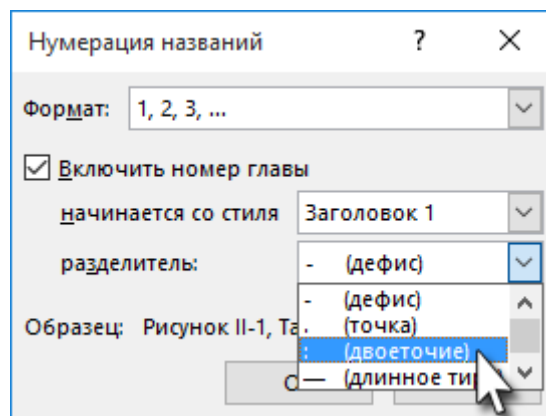 Нумерация названий ?
Формат: 1, 2, 3, ...
Включить номер главы
начинается со стиля Заголовок 1
разделитель: - (дефис)
- (дефис)
. (точка)
Образец: Рисунок II-1,
: (двоеточие)
— (длинное